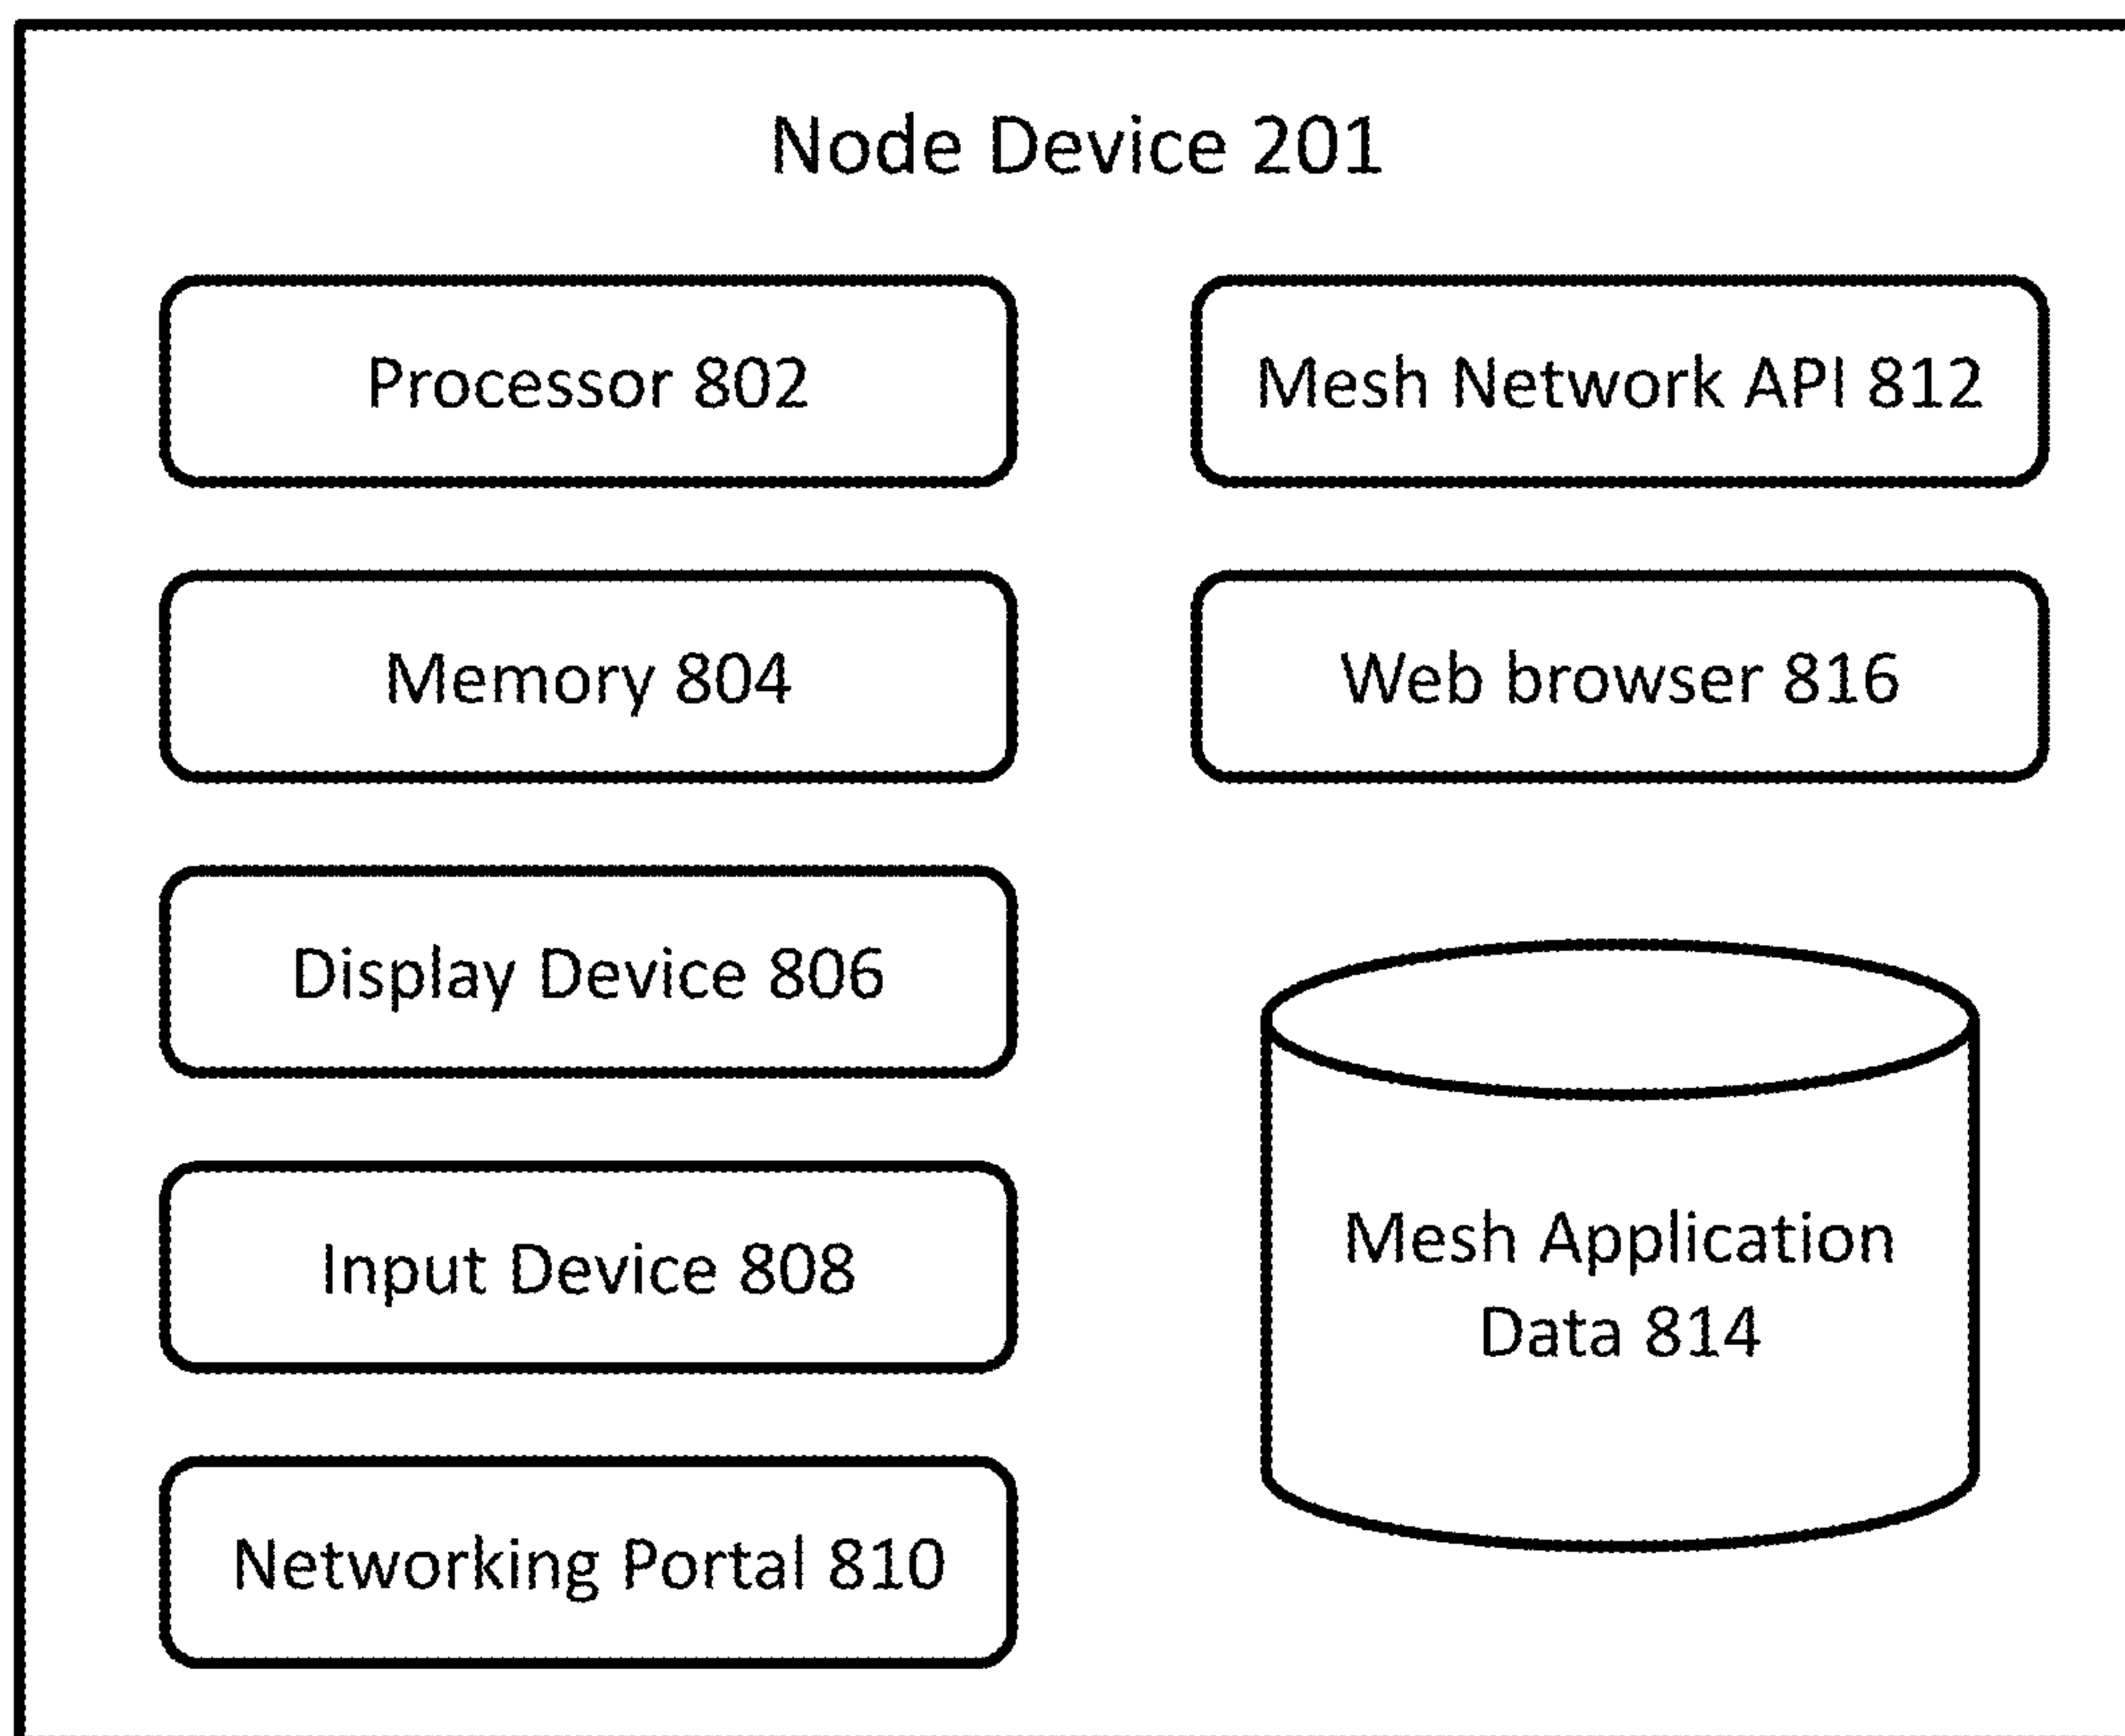 Node Device 201
Processor 802
Mesh Network API 812
Memory 804
Web browser 816
Display Device 806
Input Device 808
Mesh Application
Data 814
Networking Portal 810